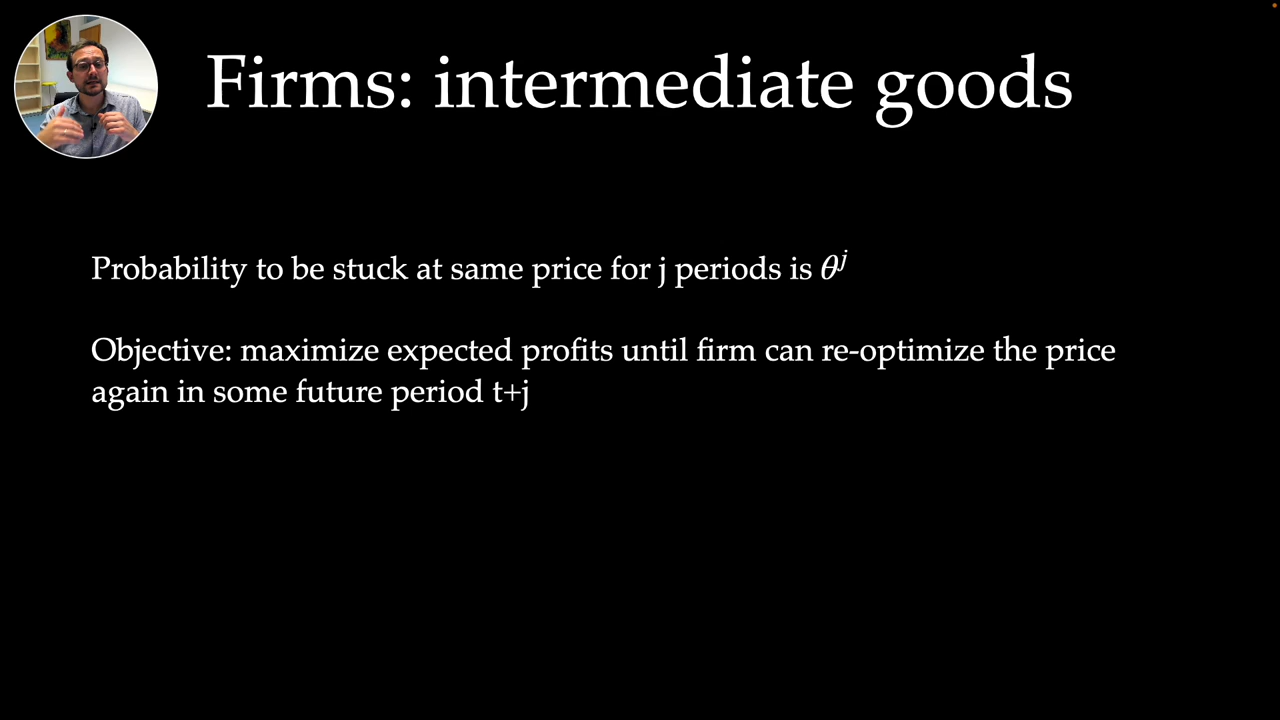 Firms: intermediate goods
Probability to be stuck at same price for j periods is θʲ
Objective: maximize expected profits until firm can re-optimize the price
again in some future period t+j